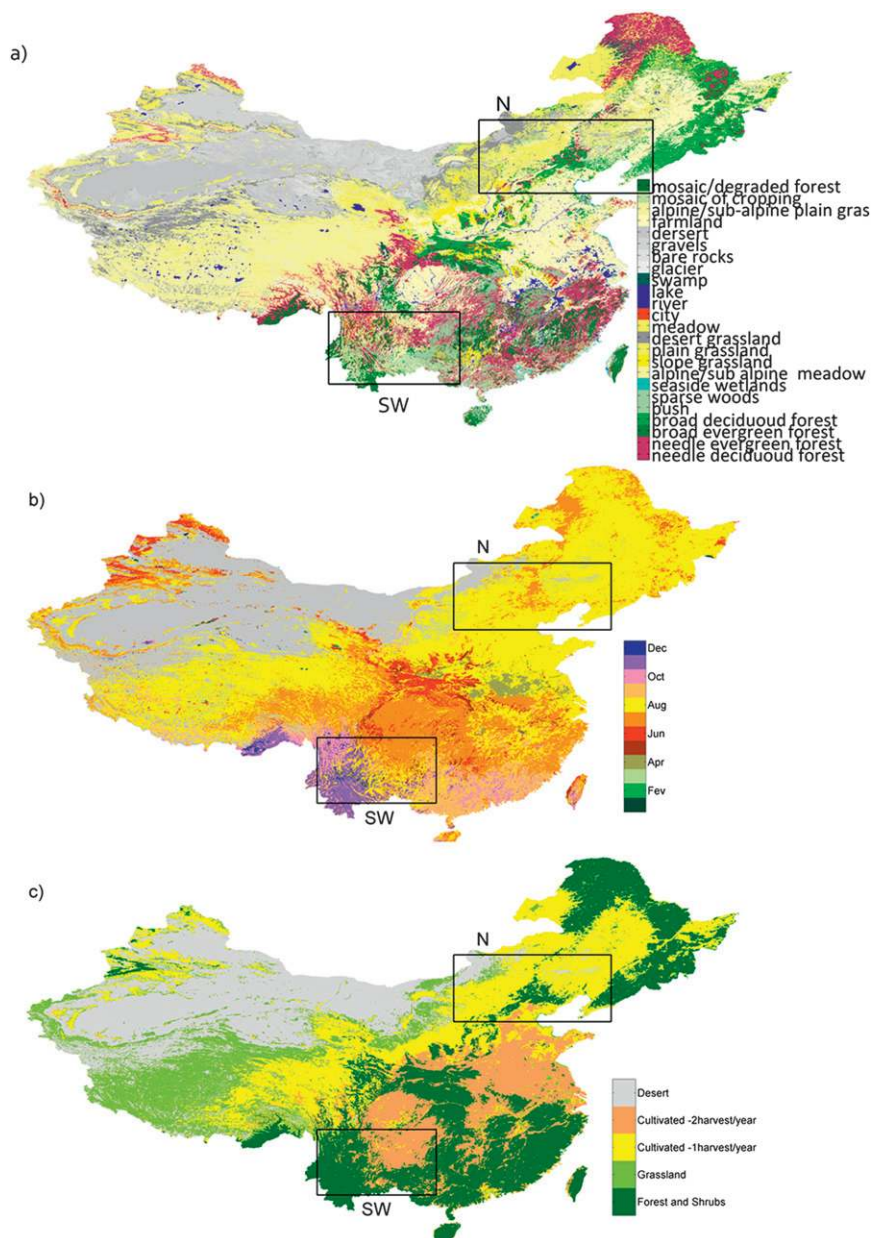 a)
N
SW
mosaic/degraded forest
mosaic of cropping
alpine/sub-alpine plain gras
farmland
dersert
gravels
bare rocks
glacier
swamp
lake
river
city
meadow
desert grassland
plain grassland
slope grassland
alpine/sub alpine meadow
seaside wetlands
sparse woods
bush
broad deciduoud forest
broad evergreen forest
needle evergreen forest
needle deciduoud forest
b)
N
SW
Dec
Oct
Aug
Jun
Apr
Fev
c)
N
SW
Desert
Cultivated -2harvest/year
Cultivated -1harvest/year
Grassland
Forest and Shrubs